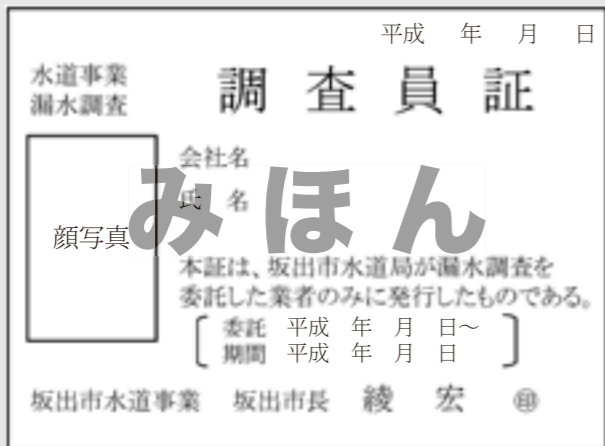 平成 年 月 日
水道事業
漏水調査
調査員証
会社名
氏 名
みほん
顔写真
本証は、坂出市水道局が漏水調査を
委託した業者のみに発行したものである。
委託 平成 年 月 日～
期間 平成 年 月 日
坂出市水道事業 坂出市長 綾 宏 ㊞